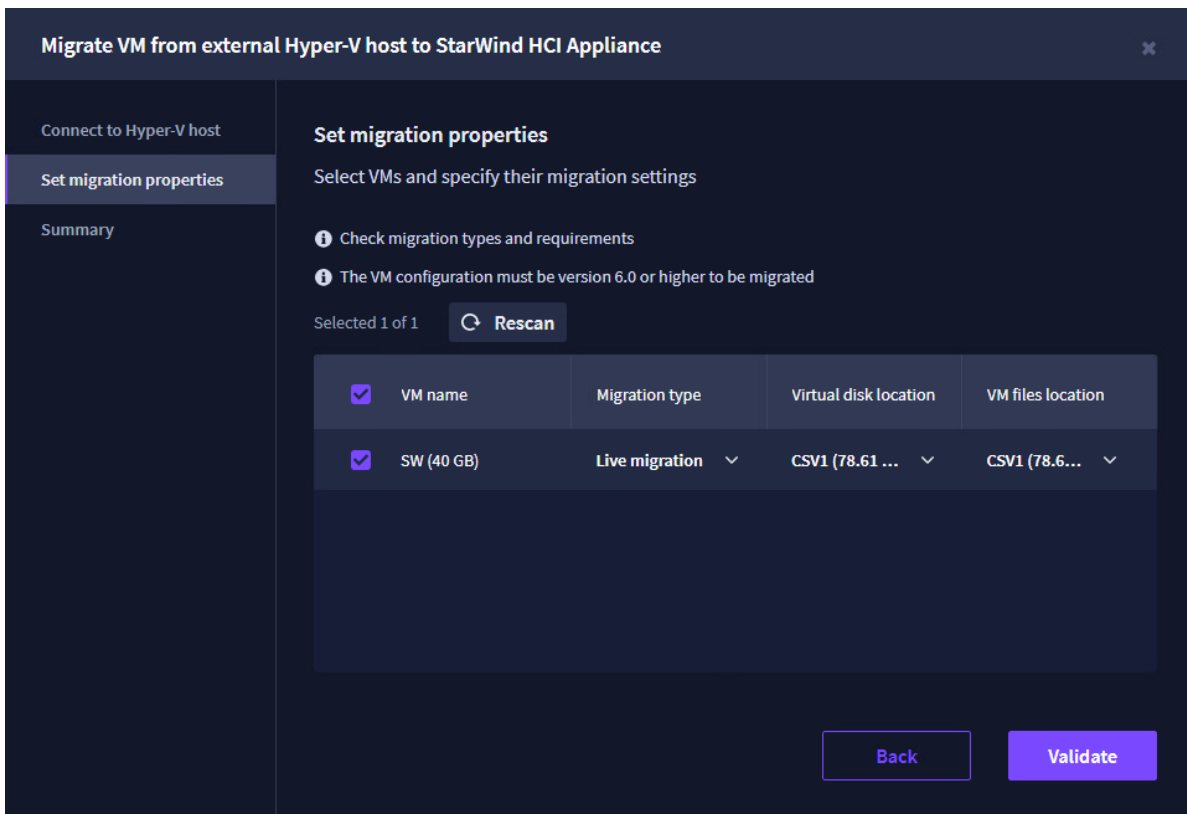 Migrate VM from external Hyper-V host to StarWind HCI Appliance
Connect to Hyper-V host
Set migration properties
Summary
Set migration properties
Select VMs and specify their migration settings
Check migration types and requirements
The VM configuration must be version 6.0 or higher to be migrated
Selected 1 of 1 Rescan
VM name Migration type Virtual disk location VM files location
SW (40 GB) Live migration CSV1 (78.61 ... CSV1 (78.6...
Back Validate